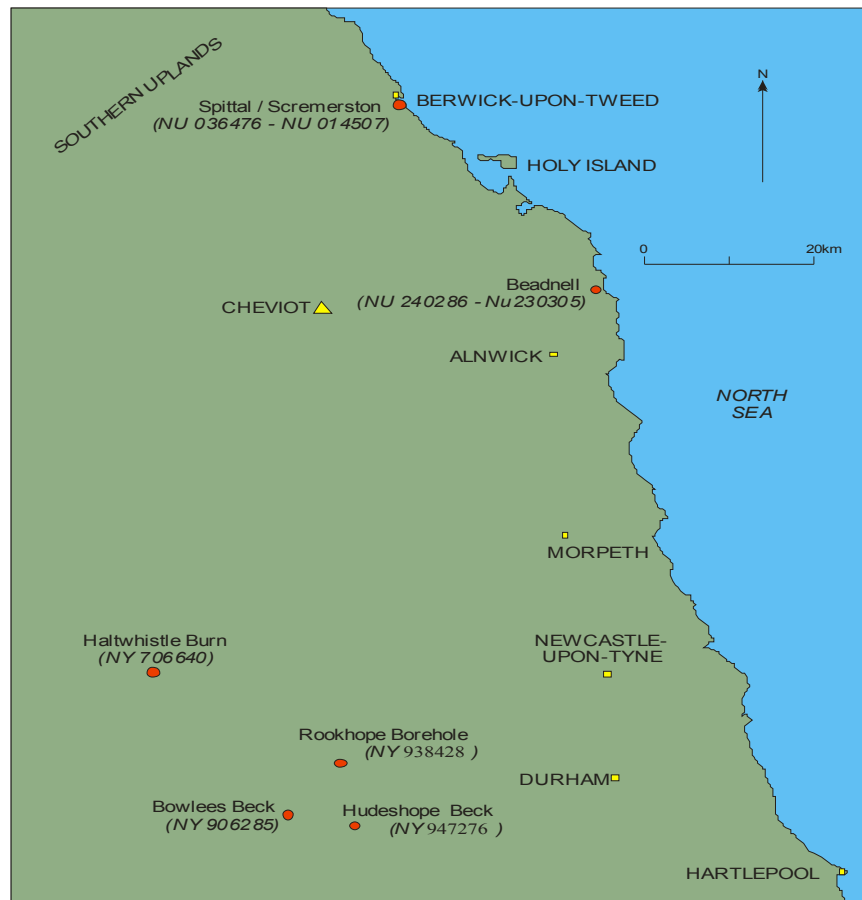 SOUTHERN UPLANDS
Spittal / Scremerston
(NU 036476 - NU 014507)
BERWICK-UPON-TWEED
N
HOLY ISLAND
0 20km
Beadnell
(NU 240286 - Nu230305)
CHEVIOT
ALNWICK
NORTH
SEA
MORPETH
Haltwhistle Burn
(NY 706640)
NEWCASTLE-
UPON-TYNE
Rookhope Borehole
(NY 938428 )
DURHAM
Bowlees Beck
(NY 906285)
Hudeshope Beck
(NY 947276 )
HARTLEPOOL